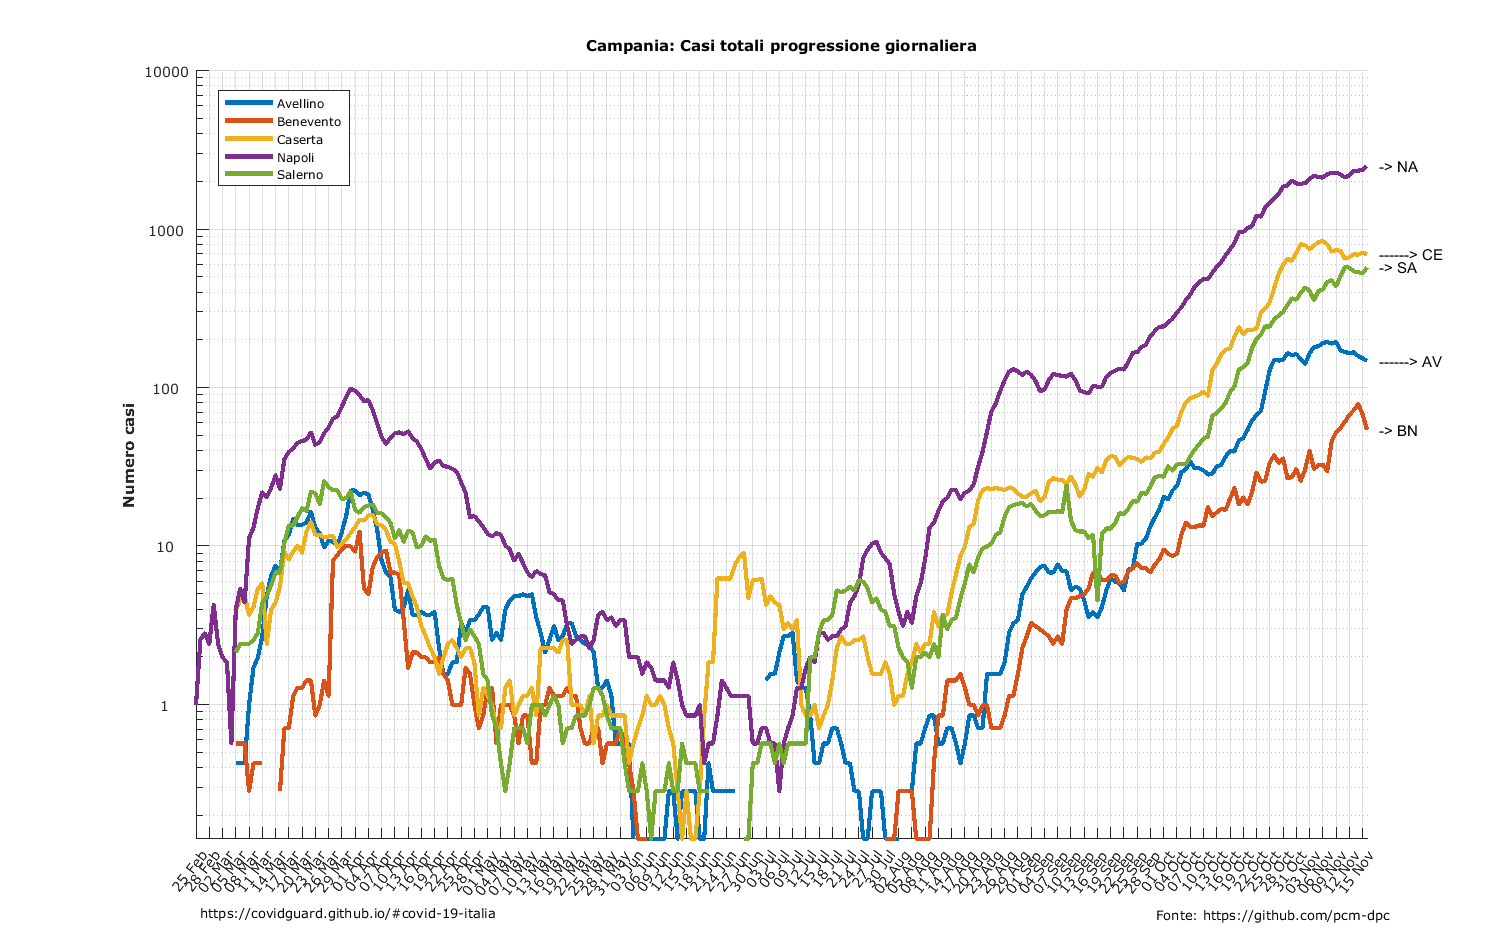 Campania: Casi totali progressione giornaliera
10000
1000
100
10
1
Numero casi
Avellino
Benevento
Caserta
Napoli
Salerno
-> NA
------> CE
-> SA
------> AV
-> BN
25 Feb
28 Feb
02 Mar
05 Mar
08 Mar
11 Mar
14 Mar
17 Mar
20 Mar
23 Mar
26 Mar
29 Mar
01 Apr
04 Apr
07 Apr
10 Apr
13 Apr
16 Apr
19 Apr
22 Apr
25 Apr
28 Apr
01 May
04 May
07 May
10 May
13 May
16 May
19 May
22 May
25 May
28 May
31 May
03 Jun
06 Jun
09 Jun
12 Jun
15 Jun
18 Jun
21 Jun
24 Jun
27 Jun
30 Jun
03 Jul
06 Jul
09 Jul
12 Jul
15 Jul
18 Jul
21 Jul
24 Jul
27 Jul
30 Jul
02 Aug
05 Aug
08 Aug
11 Aug
14 Aug
17 Aug
20 Aug
23 Aug
26 Aug
29 Aug
01 Sep
04 Sep
07 Sep
10 Sep
13 Sep
16 Sep
19 Sep
22 Sep
25 Sep
28 Sep
01 Oct
04 Oct
07 Oct
10 Oct
13 Oct
16 Oct
19 Oct
22 Oct
25 Oct
28 Oct
31 Oct
03 Nov
06 Nov
09 Nov
12 Nov
15 Nov
https://covidguard.github.io/#covid-19-italia
Fonte: https://github.com/pcm-dpc